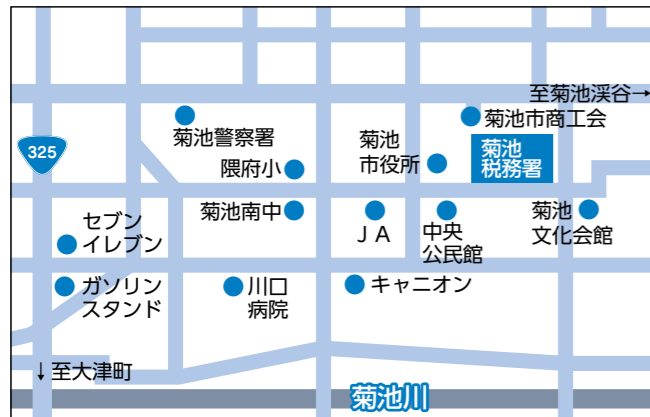 至菊池渓谷→
菊池市商工会
菊池警察署
325
菊池
市役所
菊池
税務署
隈府小
菊池南中
セブン
イレブン
ＪＡ
中央
公民館
菊池
文化会館
ガソリン
スタンド
川口
病院
キャニオン
↓至大津町
菊池川